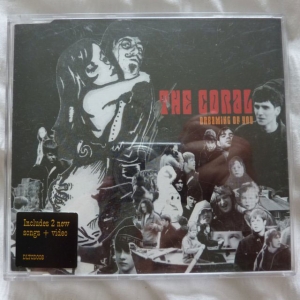 THE CORAL
DREAMING OF YOU
Includes 2 new
songs + video